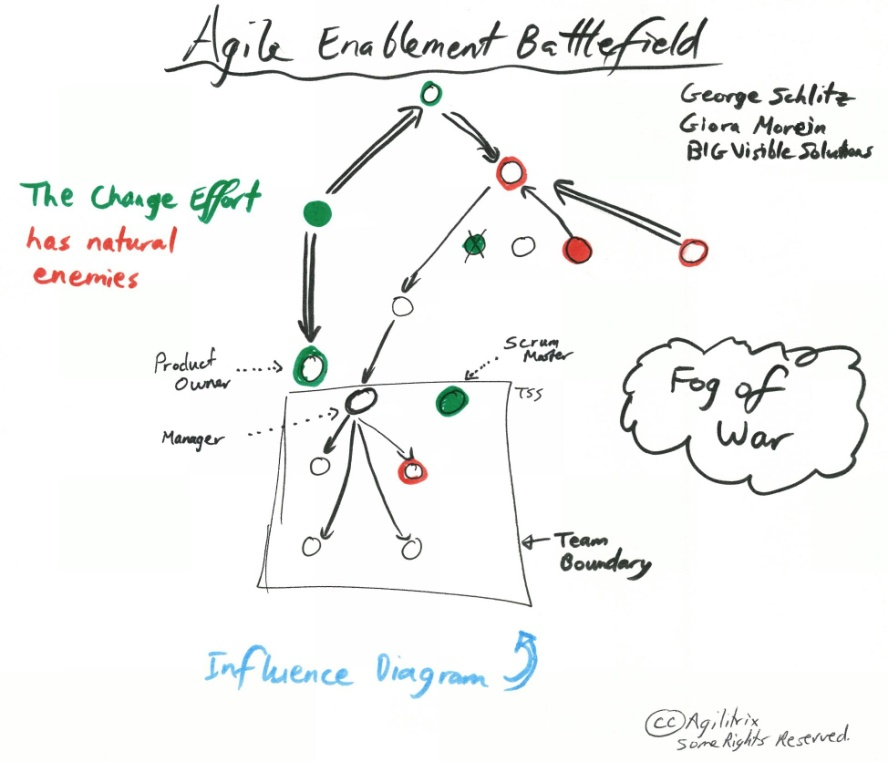 Agile Enablement Battlefield
George Schlitz
Giora Morein
BIG Visible Solutions
The Change Effort
has natural
enemies
Product
Owner
Scrum
Master
TSS
Manager
Fog of
War
Team
Boundary
Influence Diagram
cc Agilitrix
Some Rights Reserved.